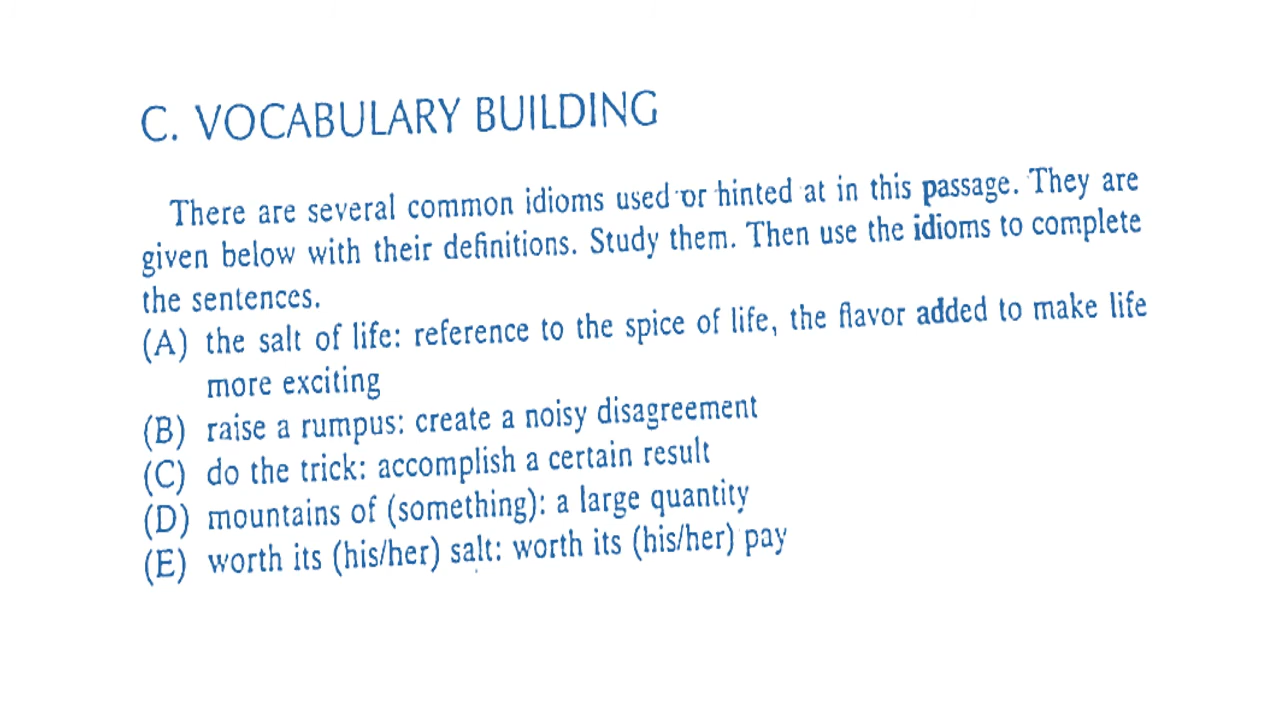 C. VOCABULARY BUILDING
There are several common idioms used or hinted at in this passage. They are
given below with their definitions. Study them. Then use the idioms to complete
the sentences.
(A) the salt of life: reference to the spice of life, the flavor added to make life
more exciting
(B) raise a rumpus: create a noisy disagreement
(C) do the trick: accomplish a certain result
(D) mountains of (something): a large quantity
(E) worth its (his/her) salt: worth its (his/her) pay